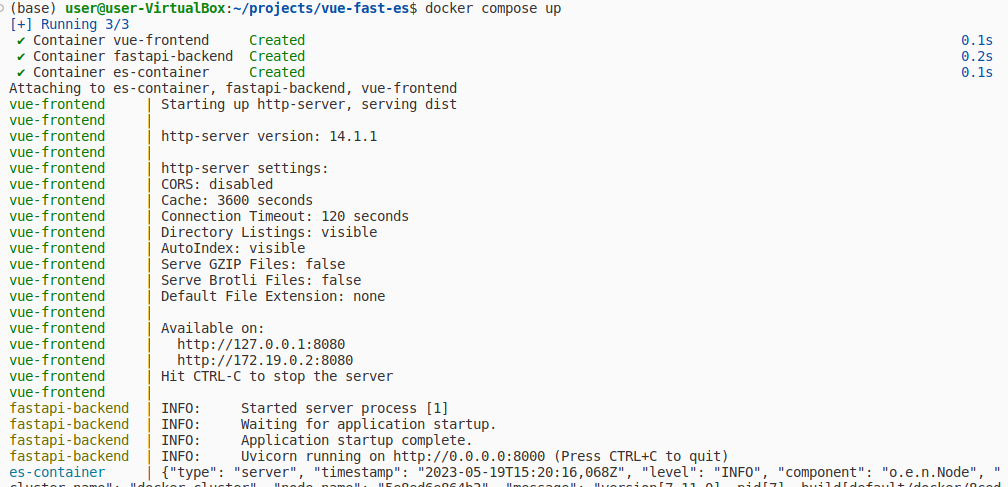 (base) user@user-VirtualBox:~/projects/vue-fast-es$ docker compose up
[+] Running 3/3
✔ Container vue-frontend     Created     0.1s
✔ Container fastapi-backend  Created     0.2s
✔ Container es-container     Created     0.1s
Attaching to es-container, fastapi-backend, vue-frontend
vue-frontend     | Starting up http-server, serving dist
vue-frontend     |
vue-frontend     | http-server version: 14.1.1
vue-frontend     |
vue-frontend     | http-server settings:
vue-frontend     | CORS: disabled
vue-frontend     | Cache: 3600 seconds
vue-frontend     | Connection Timeout: 120 seconds
vue-frontend     | Directory Listings: visible
vue-frontend     | AutoIndex: visible
vue-frontend     | Serve GZIP Files: false
vue-frontend     | Serve Brotli Files: false
vue-frontend     | Default File Extension: none
vue-frontend     |
vue-frontend     | Available on:
vue-frontend     |   http://127.0.0.1:8080
vue-frontend     |   http://172.19.0.2:8080
vue-frontend     | Hit CTRL-C to stop the server
vue-frontend     |
fastapi-backend  | INFO:     Started server process [1]
fastapi-backend  | INFO:     Waiting for application startup.
fastapi-backend  | INFO:     Application startup complete.
fastapi-backend  | INFO:     Uvicorn running on http://0.0.0.0:8000 (Press CTRL+C to quit)
es-container     | {"type": "server", "timestamp": "2023-05-19T15:20:16,068Z", "level": "INFO", "component": "o.e.n.Node", "